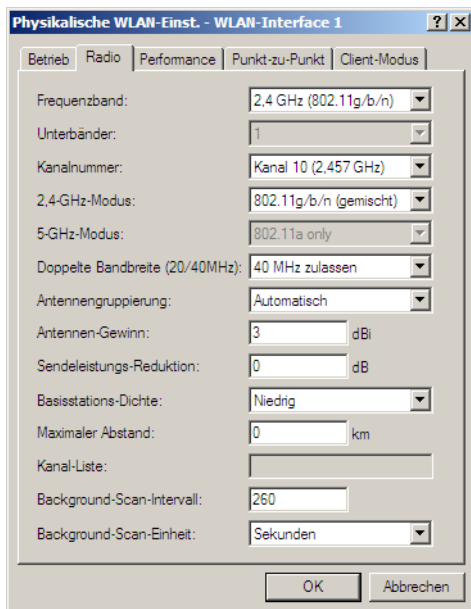 Physikalische WLAN-Einst. - WLAN-Interface 1
Betrieb Radio Performance Punkt-zu-Punkt Client-Modus
Frequenzband: 2,4 GHz (802.11g/b/n)
Unterbänder: 1
Kanalnummer: Kanal 10 (2,457 GHz)
2,4-GHz-Modus: 802.11g/b/n (gemischt)
5-GHz-Modus: 802.11a only
Doppelte Bandbreite (20/40MHz): 40 MHz zulassen
Antennengruppierung: Automatisch
Antennen-Gewinn: 3 dBi
Sendeleistungs-Reduktion: 0 dB
Basisstations-Dichte: Niedrig
Maximaler Abstand: 0 km
Kanal-Liste:
Background-Scan-Intervall: 260
Background-Scan-Einheit: Sekunden
OK Abbrechen